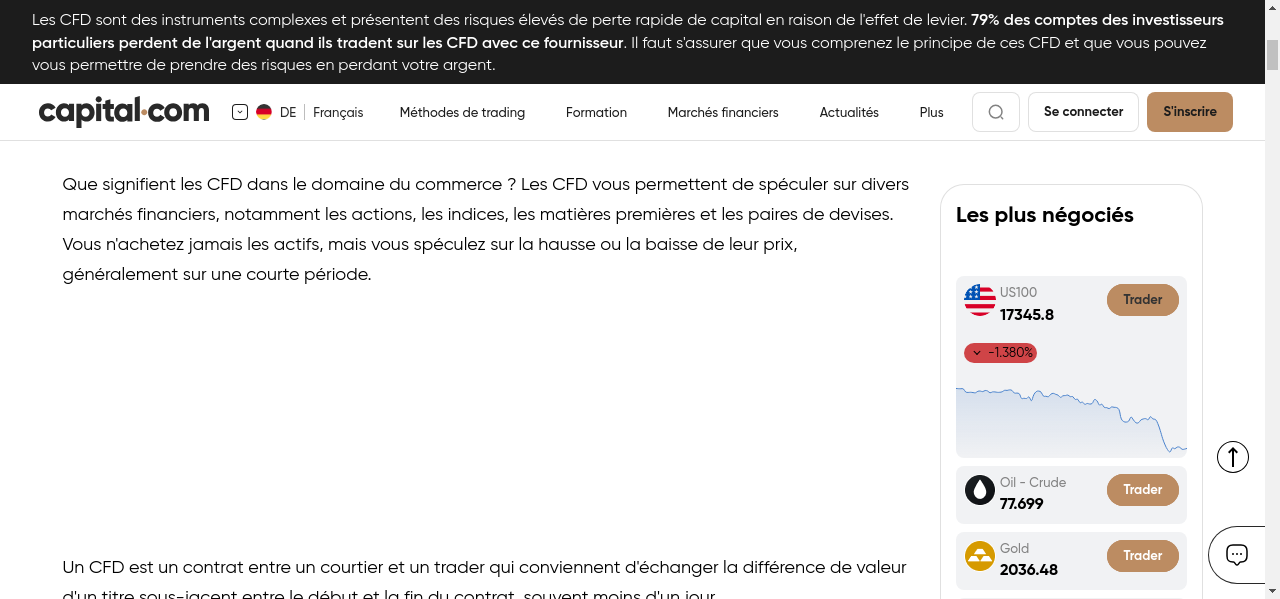 Les CFD sont des instruments complexes et présentent des risques élevés de perte rapide de capital en raison de l'effet de levier. 79% des comptes des investisseurs
particuliers perdent de l'argent quand ils tradent sur les CFD avec ce fournisseur. Il faut s'assurer que vous comprenez le principe de ces CFD et que vous pouvez
vous permettre de prendre des risques en perdant votre argent.
capital.com
DE
Français
Méthodes de trading
Formation
Marchés financiers
Actualités
Plus
Se connecter
S'inscrire
Que signifient les CFD dans le domaine du commerce ? Les CFD vous permettent de spéculer sur divers
marchés financiers, notamment les actions, les indices, les matières premières et les paires de devises.
Vous n'achetez jamais les actifs, mais vous spéculez sur la hausse ou la baisse de leur prix,
généralement sur une courte période.
Un CFD est un contrat entre un courtier et un trader qui conviennent d'échanger la différence de valeur
d'un titre sous-jacent entre le début et la fin du contrat, souvent moins d'un jour.
Les plus négociés
US100
17345.8
Trader
-1.380%
Oil - Crude
77.699
Trader
Gold
2036.48
Trader